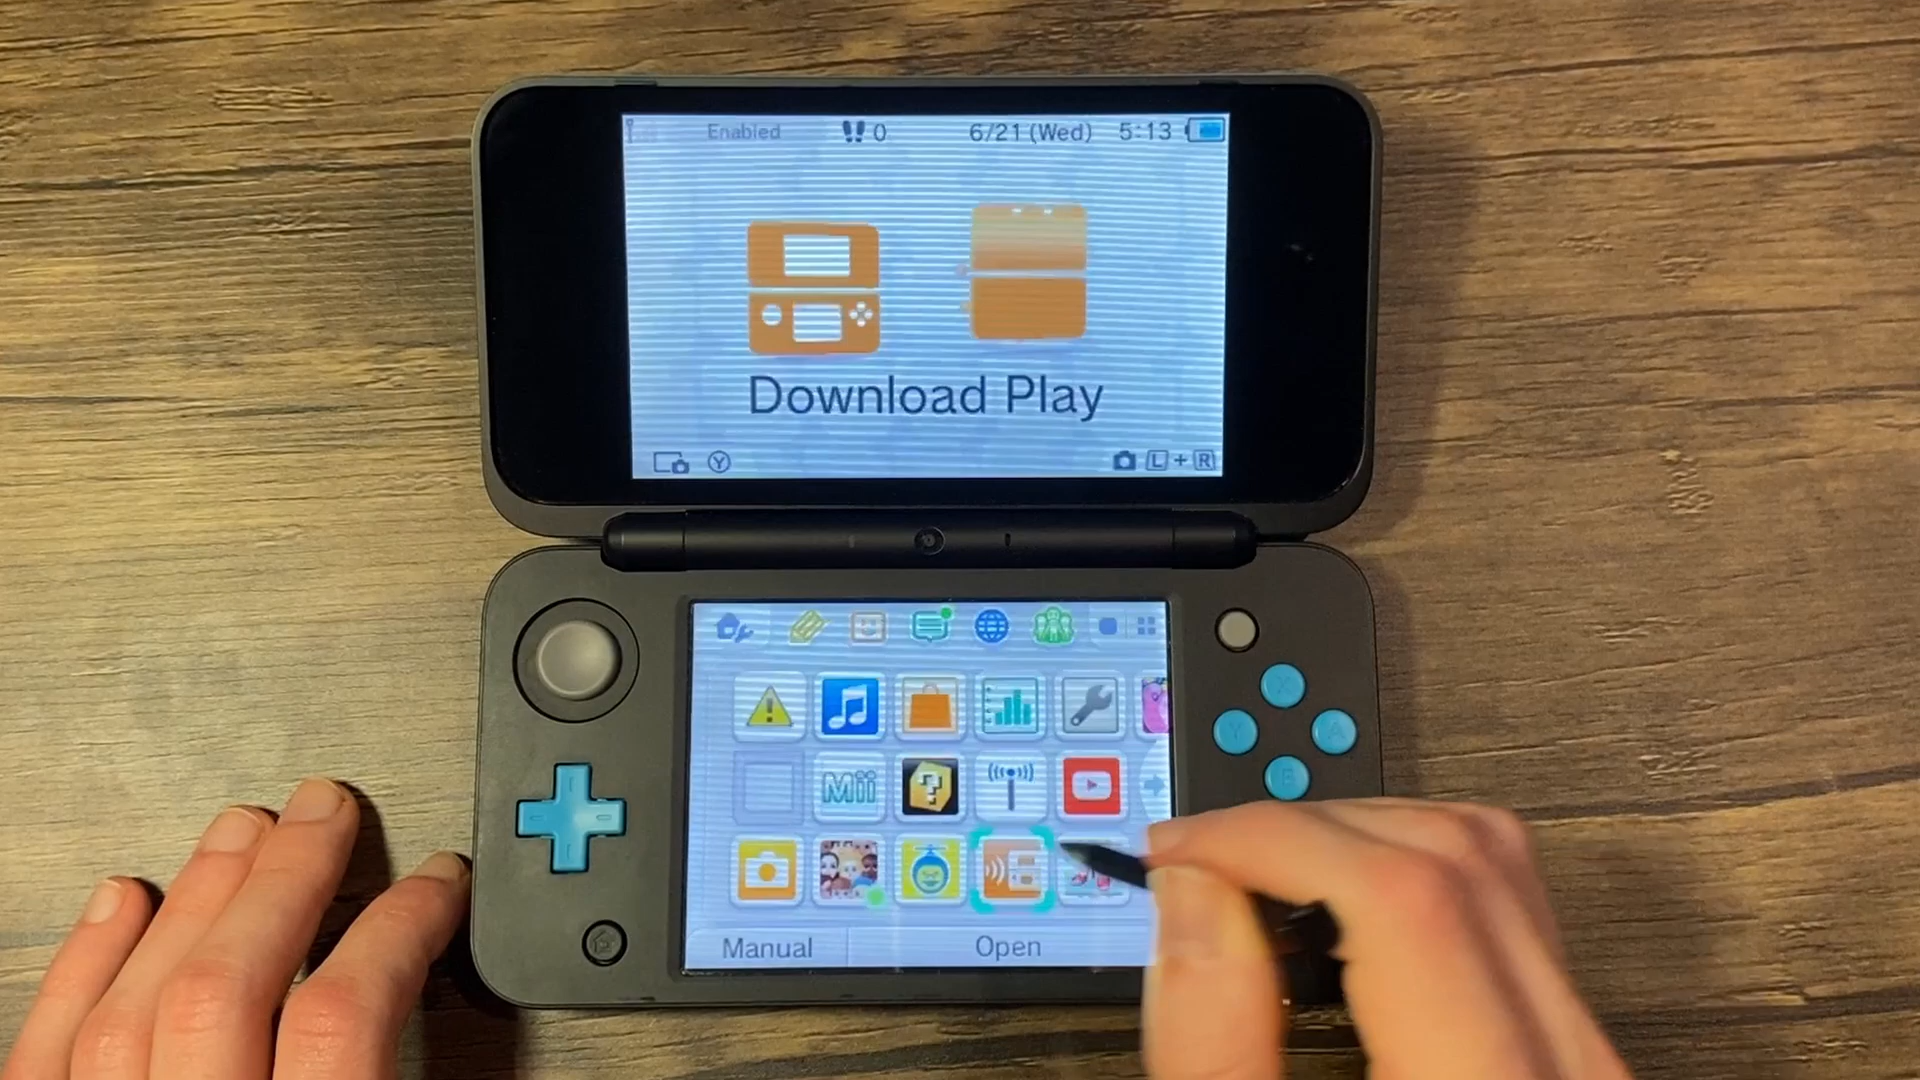 Enabled 0 6/21 (Wed) 5:13
Download Play
Y L + R
Mii ?
Manual Open
X
Y A
B